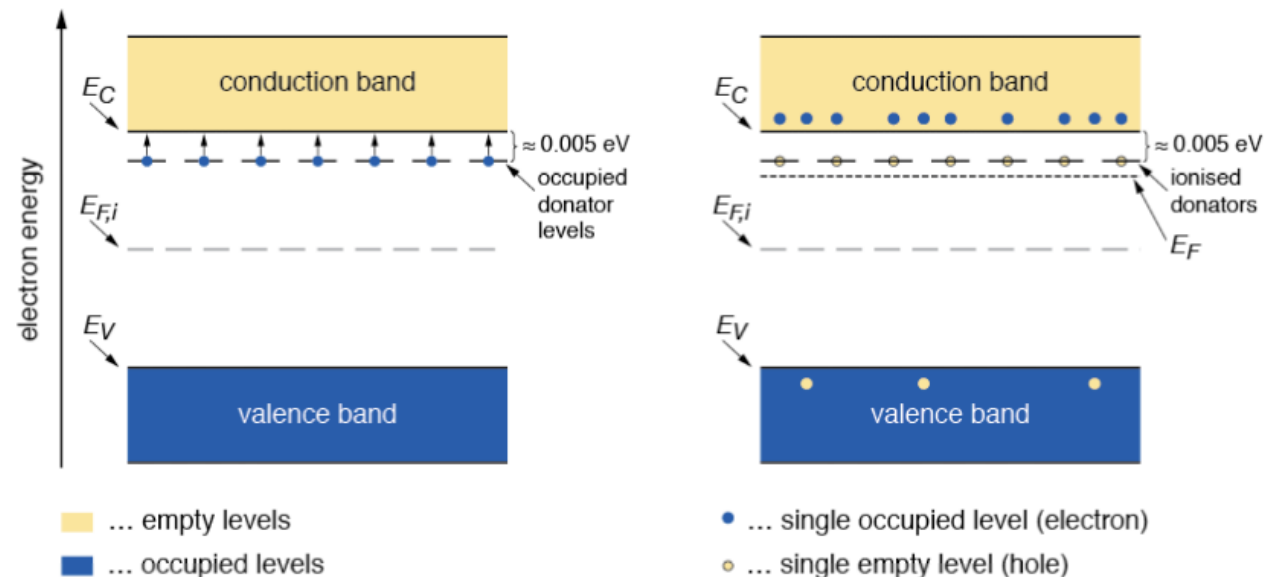 electron energy
conduction band
E_C
≈ 0.005 eV
occupied
donator
levels
E_{F,i}
E_V
valence band
... empty levels
... occupied levels
conduction band
E_C
≈ 0.005 eV
ionised
donators
E_{F,i}
E_F
E_V
valence band
... single occupied level (electron)
... single empty level (hole)